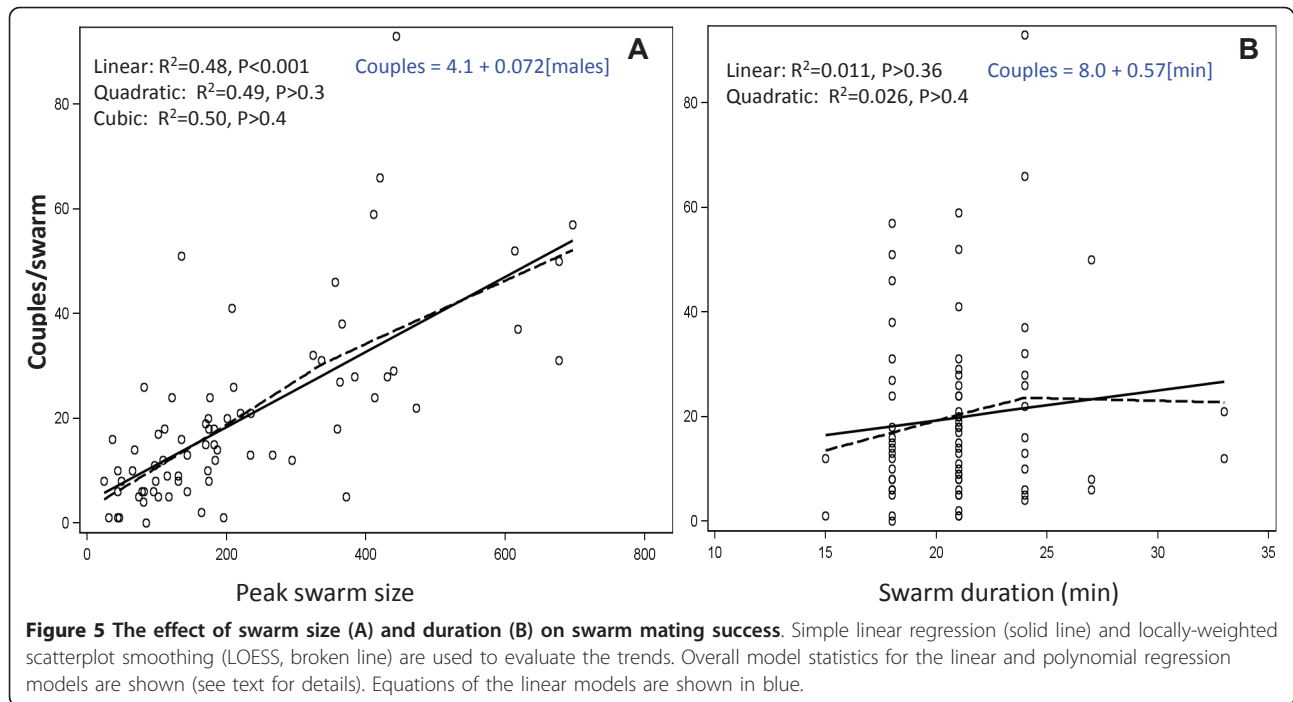 A
Linear: R²=0.48, P<0.001
Quadratic: R²=0.49, P>0.3
Cubic: R²=0.50, P>0.4
Couples = 4.1 + 0.072[males]
80
60
40
20
0
Couples/swarm
0 200 400 600 800
Peak swarm size
B
Linear: R²=0.011, P>0.36
Quadratic: R²=0.026, P>0.4
Couples = 8.0 + 0.57[min]
80
60
40
20
0
10 15 20 25 30 35
Swarm duration (min)
Figure 5 The effect of swarm size (A) and duration (B) on swarm mating success. Simple linear regression (solid line) and locally-weighted
scatterplot smoothing (LOESS, broken line) are used to evaluate the trends. Overall model statistics for the linear and polynomial regression
models are shown (see text for details). Equations of the linear models are shown in blue.